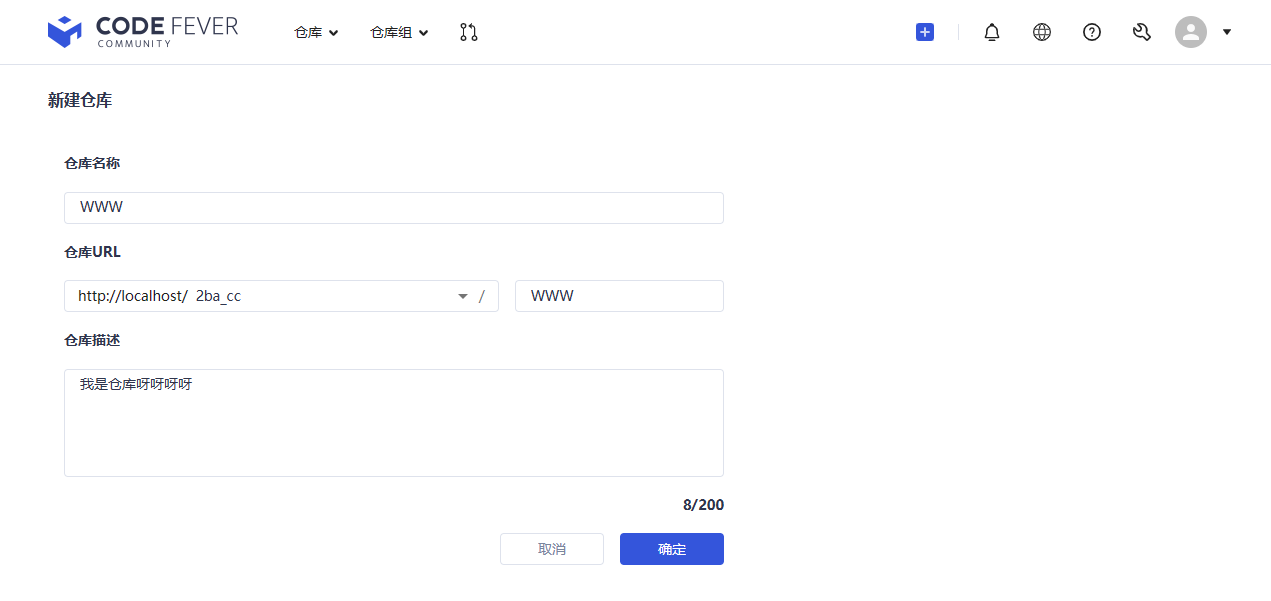 CODE FEVER
COMMUNITY
仓库
仓库组
新建仓库
仓库名称
WWW
仓库URL
http://localhost/ 2ba_cc / WWW
仓库描述
我是仓库呀呀呀呀
8/200
取消 确定